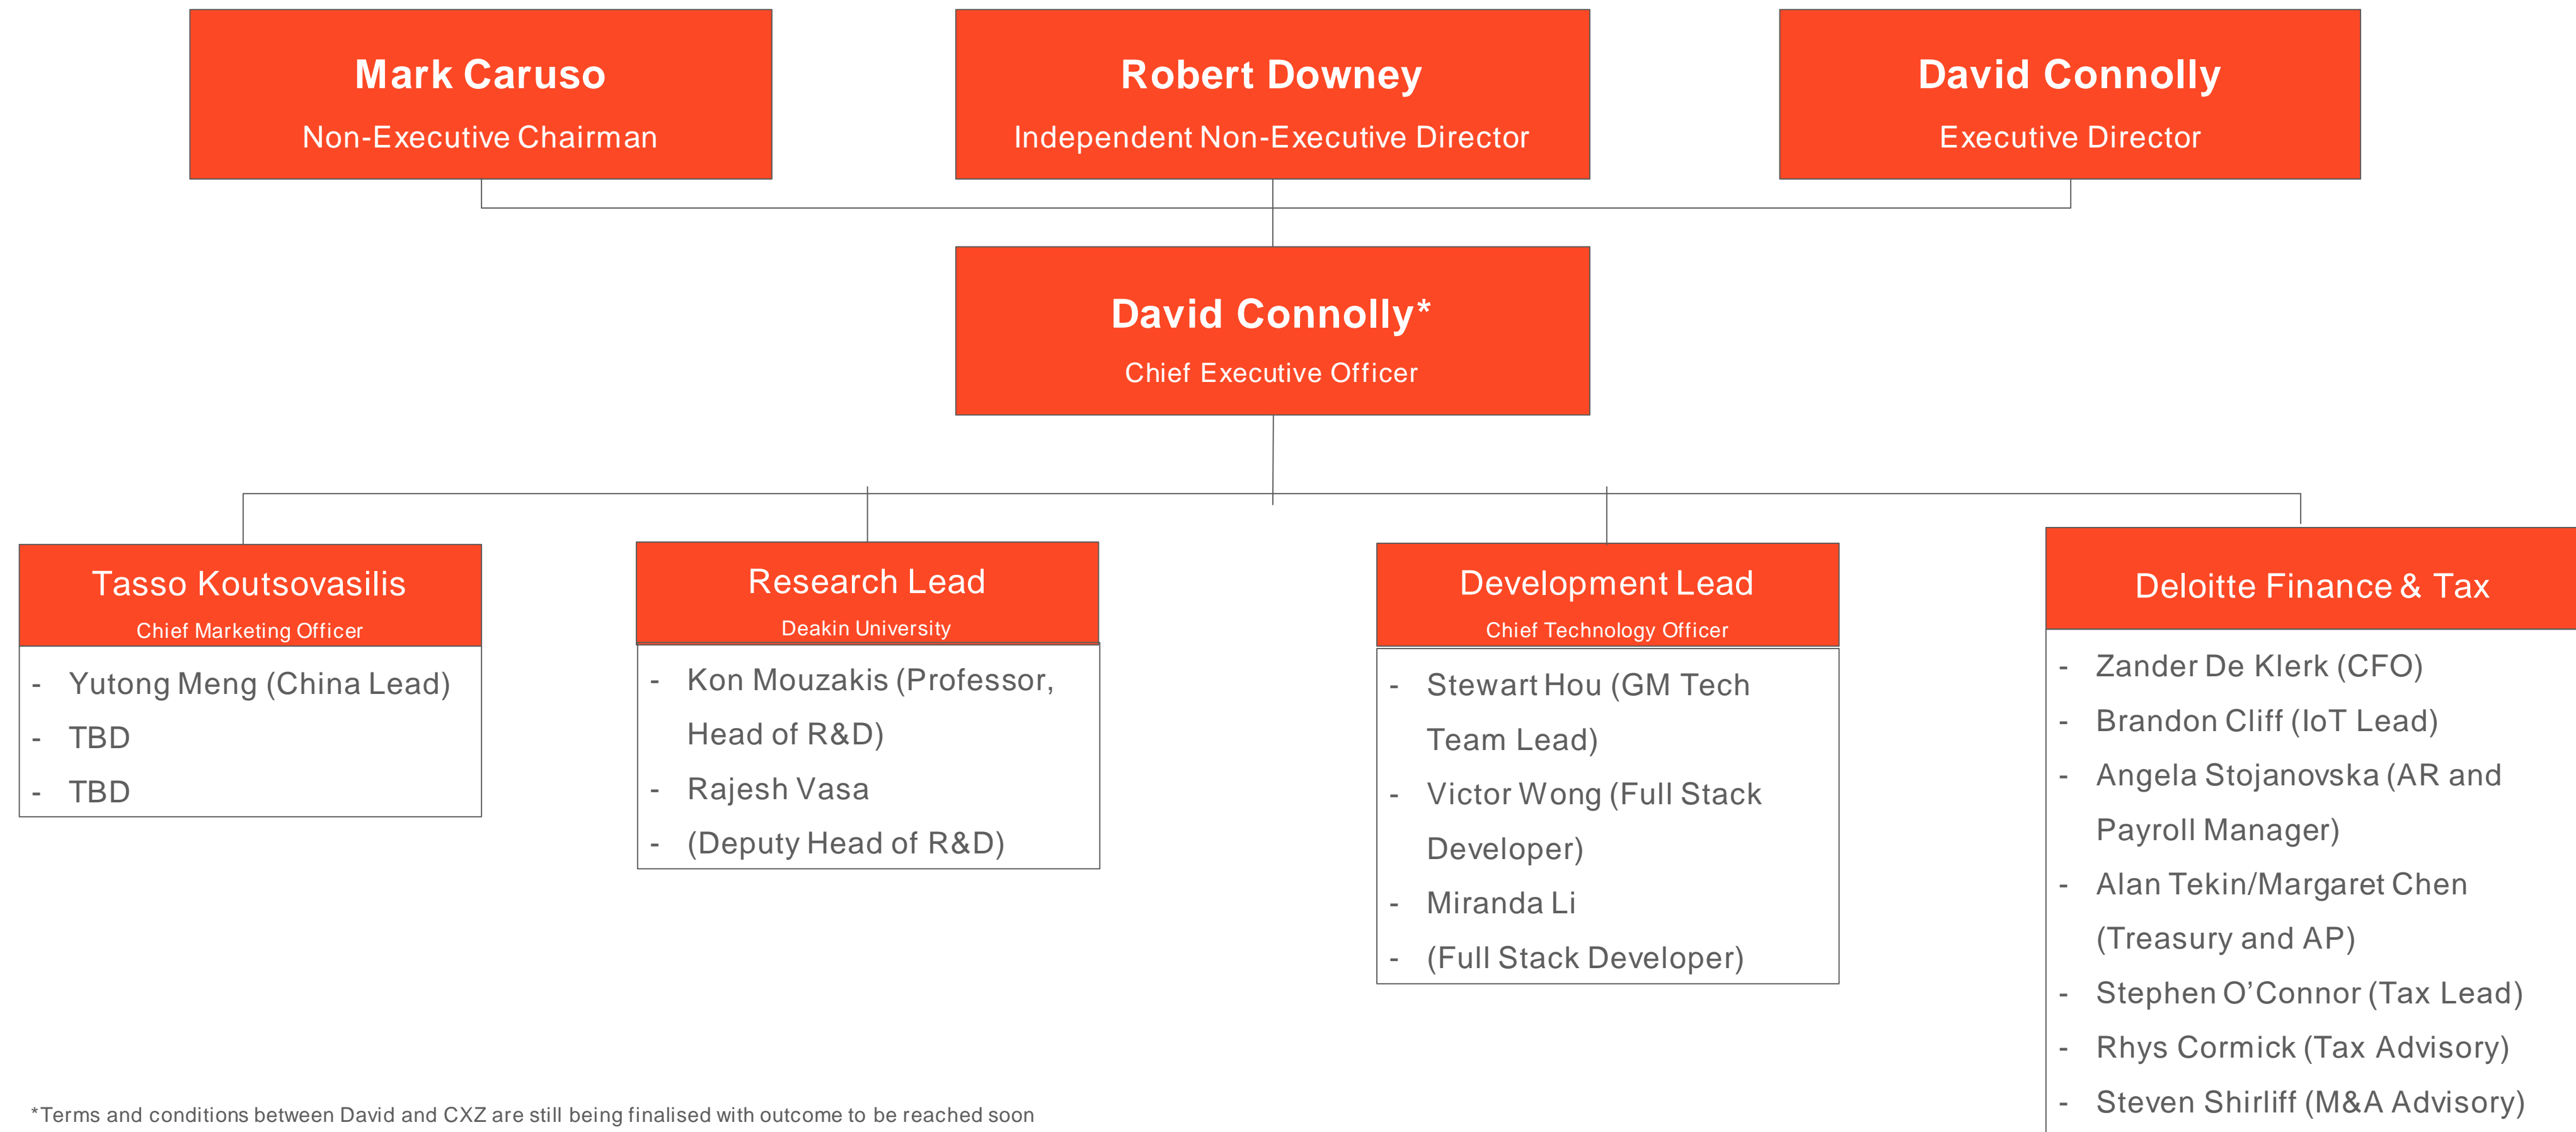 Mark Caruso
Non-Executive Chairman
Robert Downey
Independent Non-Executive Director
David Connolly
Executive Director
David Connolly*
Chief Executive Officer
Tasso Koutsovasilis
Chief Marketing Officer
- Yutong Meng (China Lead)
- TBD
- TBD
Research Lead
Deakin University
- Kon Mouzakis (Professor,
Head of R&D)
- Rajesh Vasa
- (Deputy Head of R&D)
Development Lead
Chief Technology Officer
- Stewart Hou (GM Tech
Team Lead)
- Victor Wong (Full Stack
Developer)
- Miranda Li
- (Full Stack Developer)
Deloitte Finance & Tax
- Zander De Klerk (CFO)
- Brandon Cliff (IoT Lead)
- Angela Stojanovska (AR and
Payroll Manager)
- Alan Tekin/Margaret Chen
(Treasury and AP)
- Stephen O’Connor (Tax Lead)
- Rhys Cormick (Tax Advisory)
- Steven Shirliff (M&A Advisory)
*Terms and conditions between David and CXZ are still being finalised with outcome to be reached soon